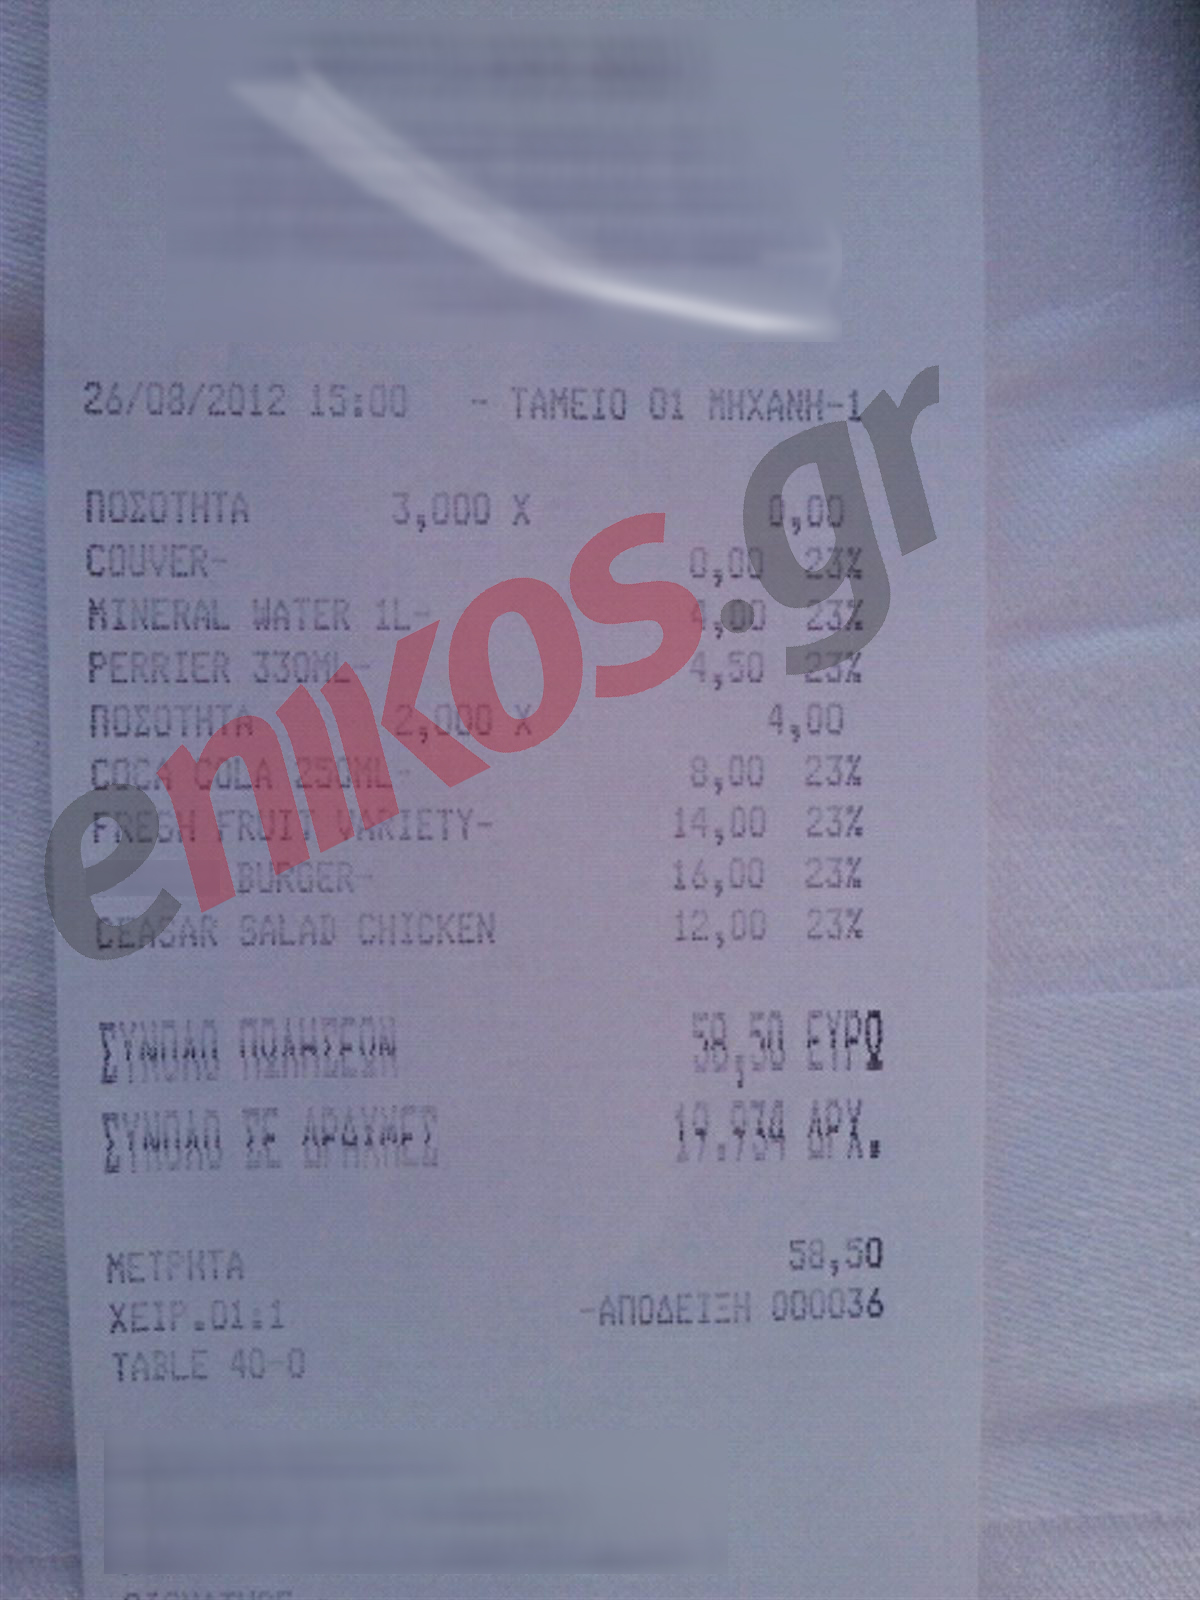 26/08/2012 15:00 - ΤΑΜΕΙΟ 01 ΜΗΧΑΝΗ-1
ΠΟΣΟΤΗΤΑ 3,000 X 0,00
COUVER- 0,00 23%
MINERAL WATER 1L- 4,00 23%
PERRIER 330ML- 4,50 23%
ΠΟΣΟΤΗΤΑ 2,000 X 4,00
COCA COLA 250ML- 8,00 23%
FRESH FRUIT VARIETY- 14,00 23%
BURGER- 16,00 23%
CEASAR SALAD CHICKEN 12,00 23%
ΣΥΝΟΛΟ ΠΩΛΗΣΕΩΝ 58,50 ΕΥΡΩ
ΣΥΝΟΛΟ ΣΕ ΔΡΑΧΜΕΣ 19.934 ΔΡΧ.
ΜΕΤΡΗΤΑ 58,50
ΧΕΙΡ.01:1 -ΑΠΟΔΕΙΞΗ 000036
TABLE 40-0
enikos.gr